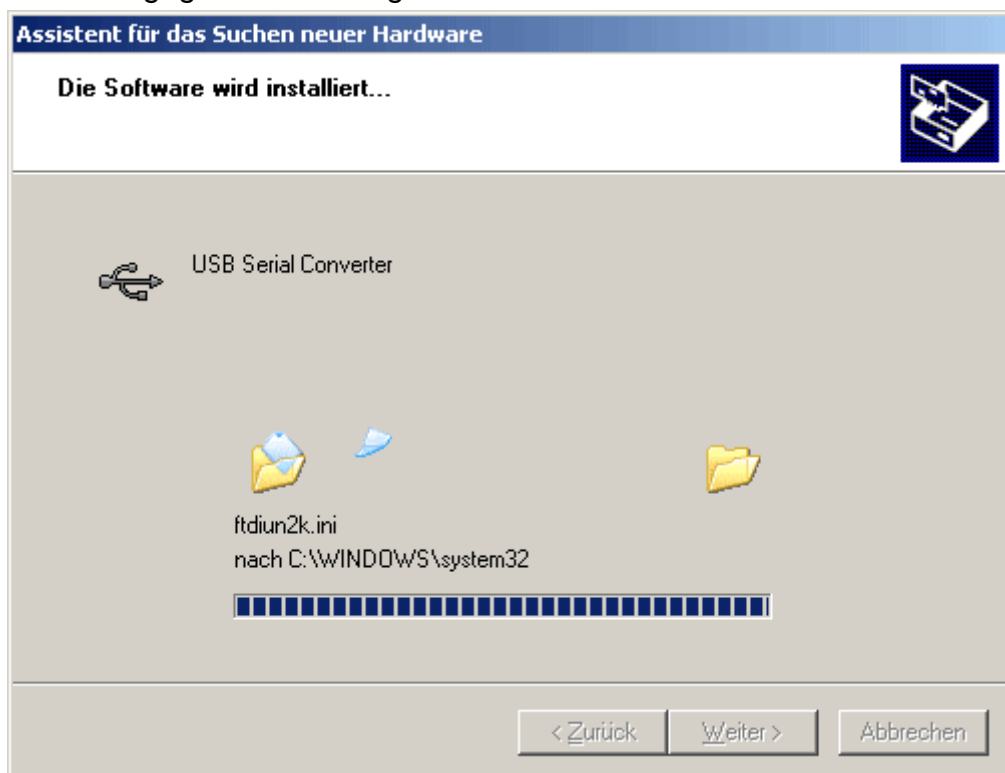 Assistent für das Suchen neuer Hardware
Die Software wird installiert...
USB Serial Converter
ftdiun2k.ini
nach C:\WINDOWS\system32
< Zurück Weiter > Abbrechen